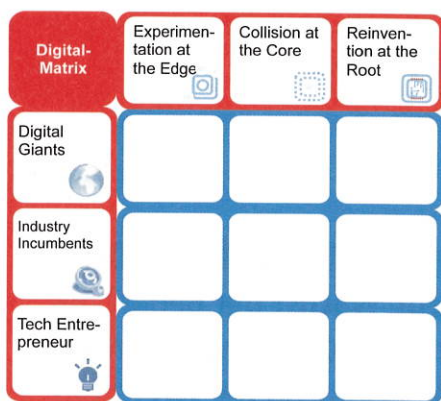 Digital-
Matrix
Experimen-
tation at
the Edge
Collision at
the Core
Reinven-
tion at the
Root
Digital
Giants
Industry
Incumbents
Tech Entre-
preneur